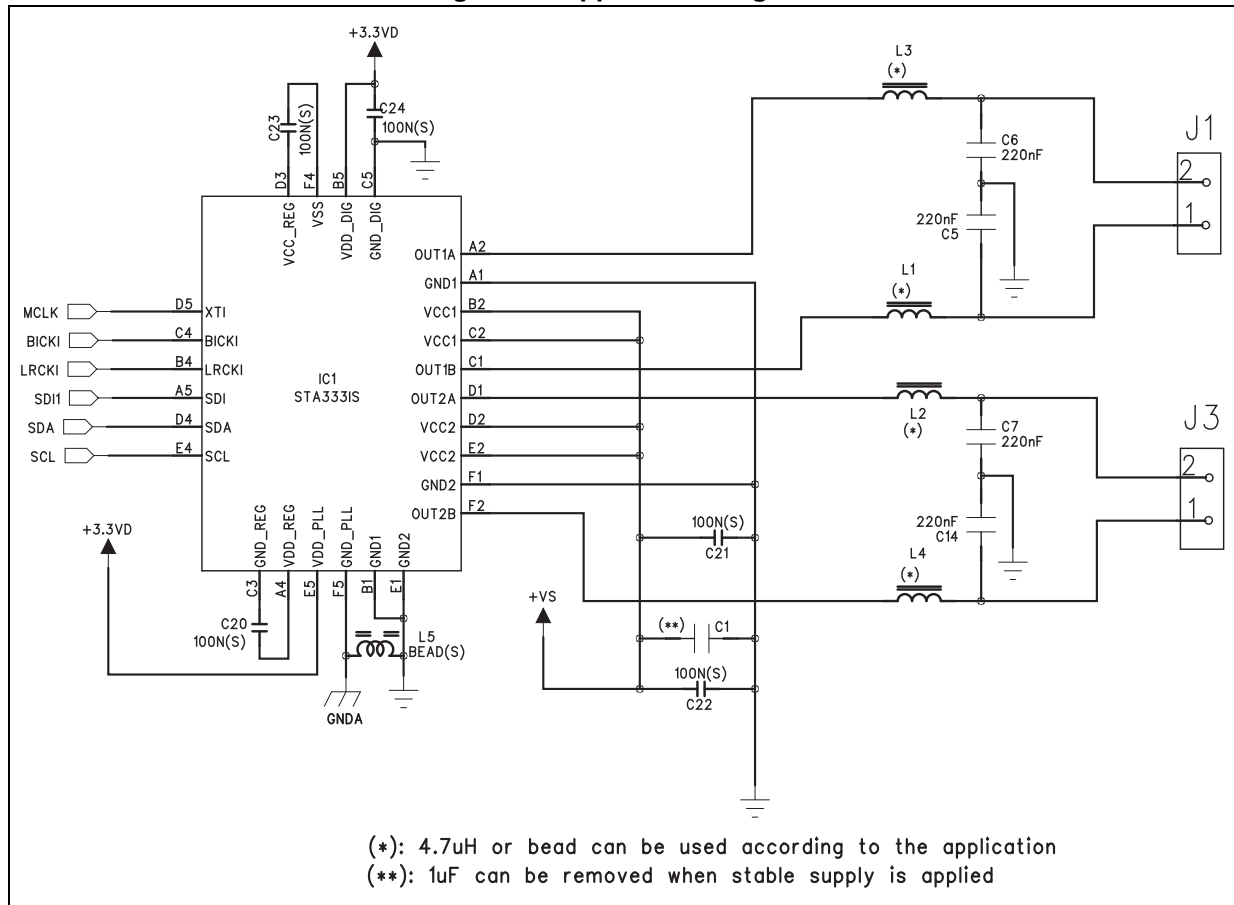 +3.3VD
C23
100N(S)
C24
100N(S)
D3
F4
B5
C5
VCC_REG
VSS
VDD_DIG
GND_DIG
L3
(*)
C6
220nF
220nF
C5
J1
2
1
L1
(*)
MCLK
D5
XTI
BICKI
C4
BICKI
LRCKI
B4
LRCKI
SDI1
A5
SDI
SDA
D4
SDA
SCL
E4
SCL
IC1
STA333IS
OUT1A
A2
GND1
A1
VCC1
B2
VCC1
C2
OUT1B
C1
OUT2A
D1
VCC2
D2
VCC2
E2
GND2
F1
OUT2B
F2
L2
(*)
C7
220nF
220nF
C14
J3
2
1
L4
(*)
+3.3VD
GND_REG
VDD_REG
VDD_PLL
GND_PLL
GND1
GND2
C3
A4
E5
F5
B1
E1
C20
100N(S)
L5
BEAD(S)
GNDA
100N(S)
C21
+VS
(**)
C1
100N(S)
C22
(*): 4.7uH or bead can be used according to the application
(**): 1uF can be removed when stable supply is applied